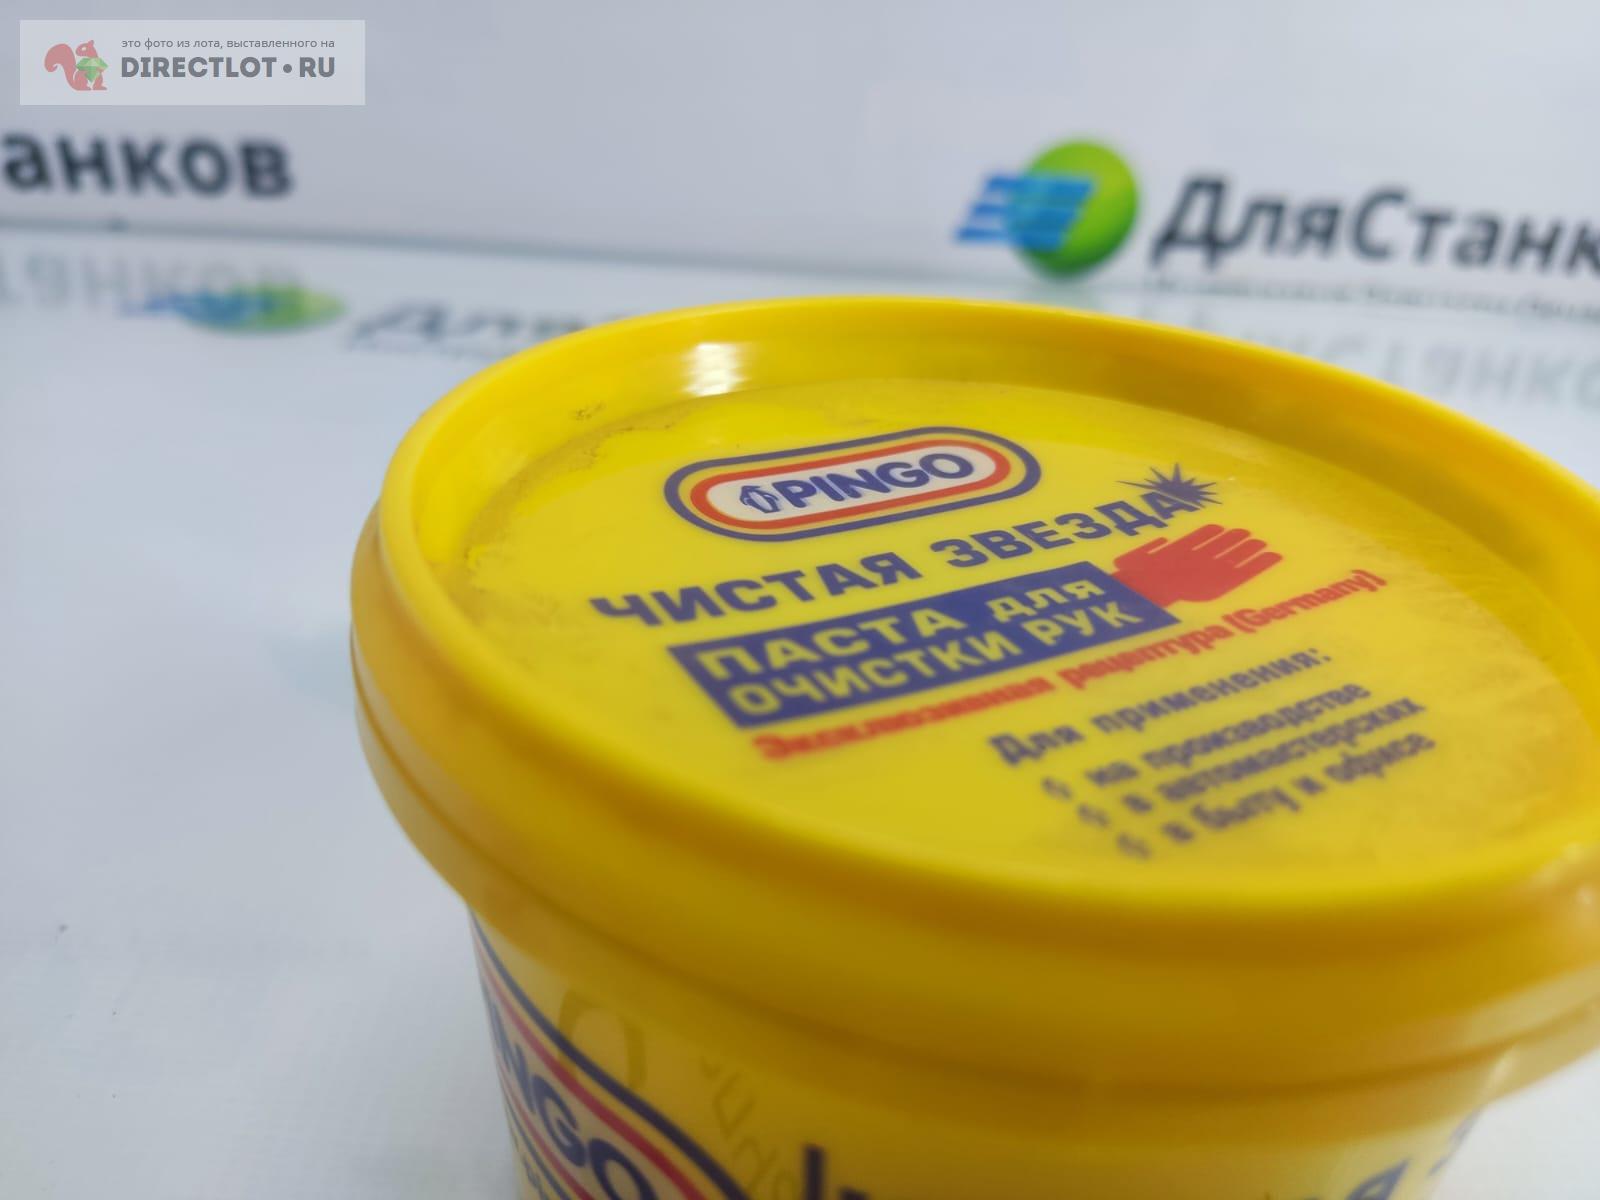 это фото из лота, выставленного на
DIRECTLOT.RU
анков
ДляСтанк
PINGO
ЧИСТАЯ ЗВЕЗДА
ПАСТА для
ОЧИСТКИ РУК
Эксклюзивная рецептура (Germany)
Для применения:
на производстве
в автомастерских
в быту и офисе
INGO